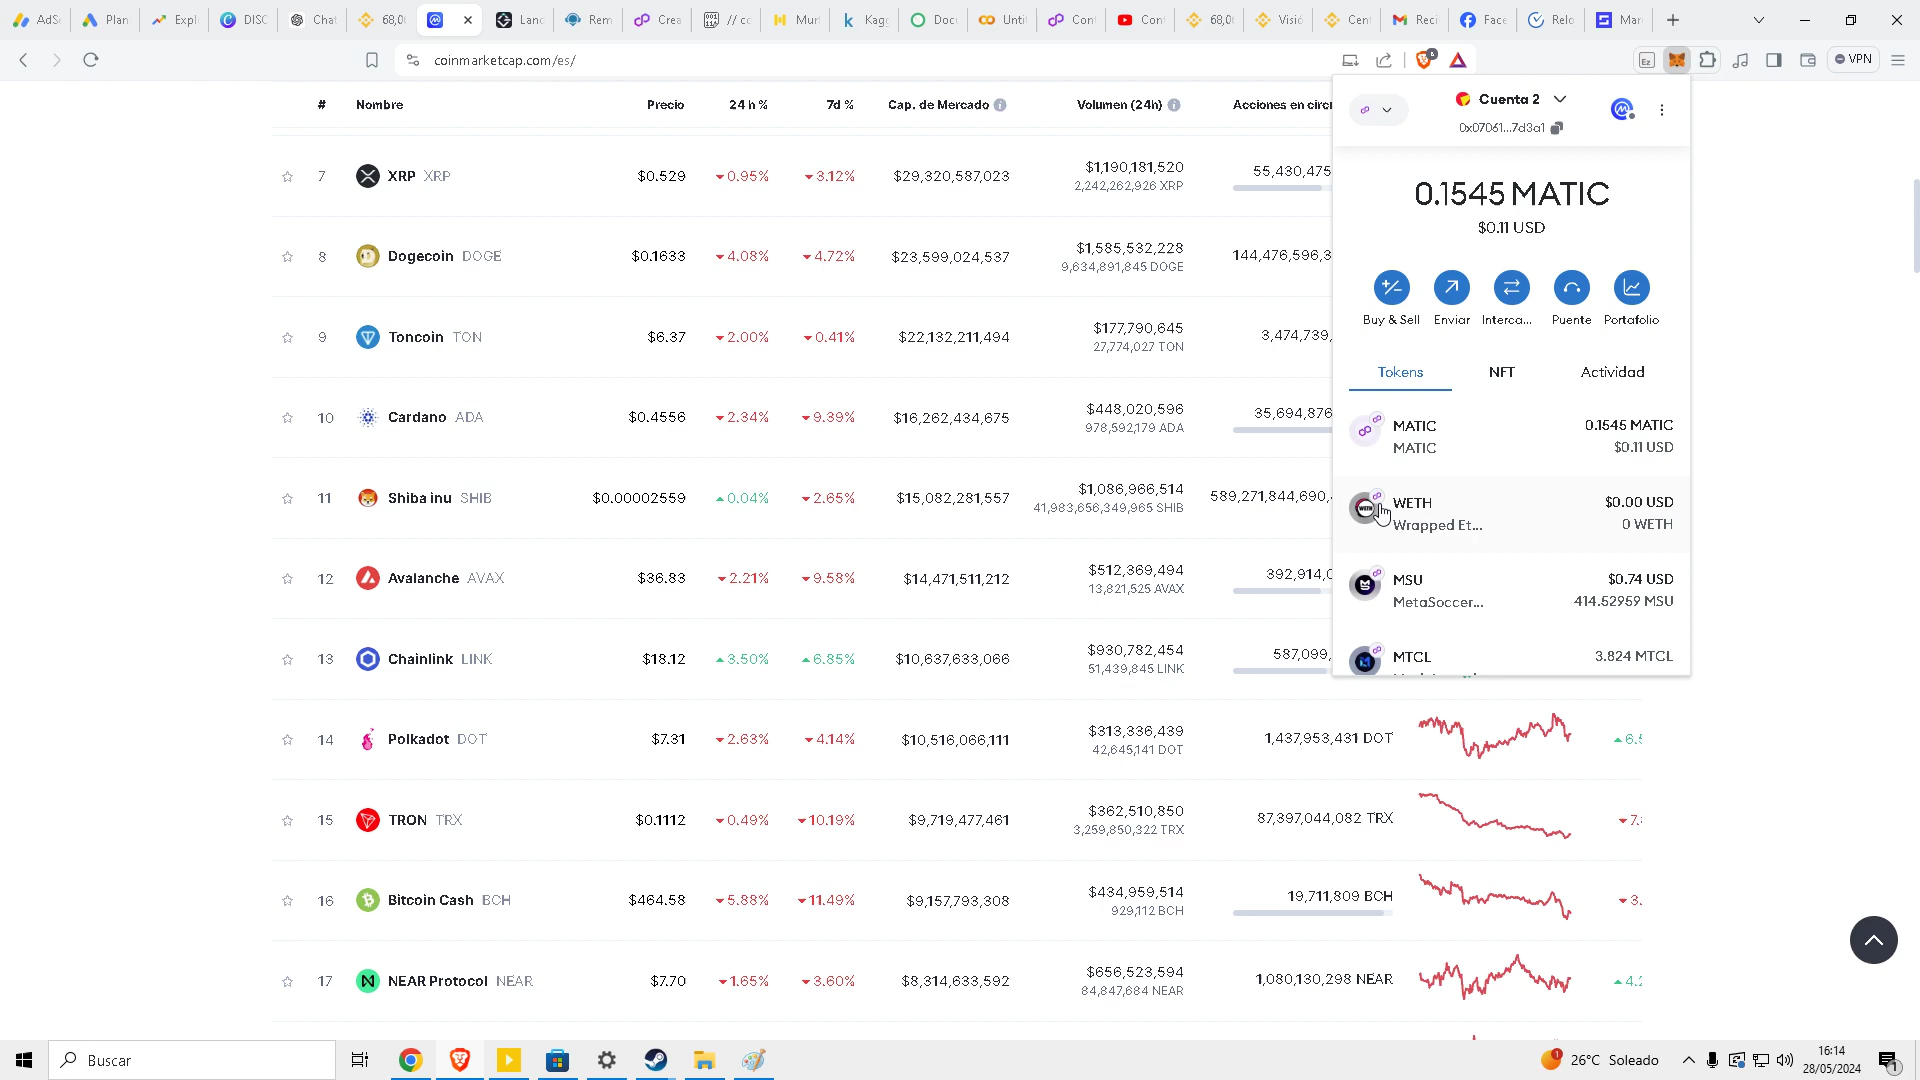 AdS
Plan
Expl
DISC
Chat
68,0
Land
Rem
Crea
// cc
Murf
Kagg
Docu
Untit
Con
Con
68,0
Visió
Cent
Reci
Face
Relo
Mar
coinmarketcap.com/es/
VPN
# Nombre Precio 24 h % 7d % Cap. de Mercado Volumen (24h) Acciones en circu
7 XRP XRP $0.529 0.95% 3.12% $29,320,587,023 $1,190,181,520 55,430,475
2,242,262,926 XRP
8 Dogecoin DOGE $0.1633 4.08% 4.72% $23,599,024,537 $1,585,532,228 144,476,596,3
9,634,891,845 DOGE
9 Toncoin TON $6.37 2.00% 0.41% $22,132,211,494 $177,790,645 3,474,739,
27,774,027 TON
10 Cardano ADA $0.4556 2.34% 9.39% $16,262,434,675 $448,020,596 35,694,876
978,592,179 ADA
11 Shiba inu SHIB $0.00002559 0.04% 2.65% $15,082,281,557 $1,086,966,514 589,271,844,690,
41,983,656,349,965 SHIB
12 Avalanche AVAX $36.83 2.21% 9.58% $14,471,511,212 $512,369,494 392,914,0
13,821,525 AVAX
13 Chainlink LINK $18.12 3.50% 6.85% $10,637,633,066 $930,782,454 587,099,
51,439,845 LINK
14 Polkadot DOT $7.31 2.63% 4.14% $10,516,066,111 $313,336,439 1,437,953,431 DOT 6.5
42,645,141 DOT
15 TRON TRX $0.1112 0.49% 10.19% $9,719,477,461 $362,510,850 87,397,044,082 TRX 7.
3,259,850,322 TRX
16 Bitcoin Cash BCH $464.58 5.88% 11.49% $9,157,793,308 $434,959,514 19,711,809 BCH 3.
929,112 BCH
17 NEAR Protocol NEAR $7.70 1.65% 3.60% $8,314,633,592 $656,523,594 1,080,130,298 NEAR 4.2
84,847,684 NEAR
Cuenta 2
0x07061...7d3a1
0.1545 MATIC
$0.11 USD
Buy & Sell Enviar Interca... Puente Portafolio
Tokens NFT Actividad
MATIC 0.1545 MATIC
MATIC $0.11 USD
WETH $0.00 USD
Wrapped Et... 0 WETH
MSU $0.74 USD
MetaSoccer... 414.52959 MSU
MTCL 3.824 MTCL
Buscar
26°C Soleado
16:14
28/05/2024